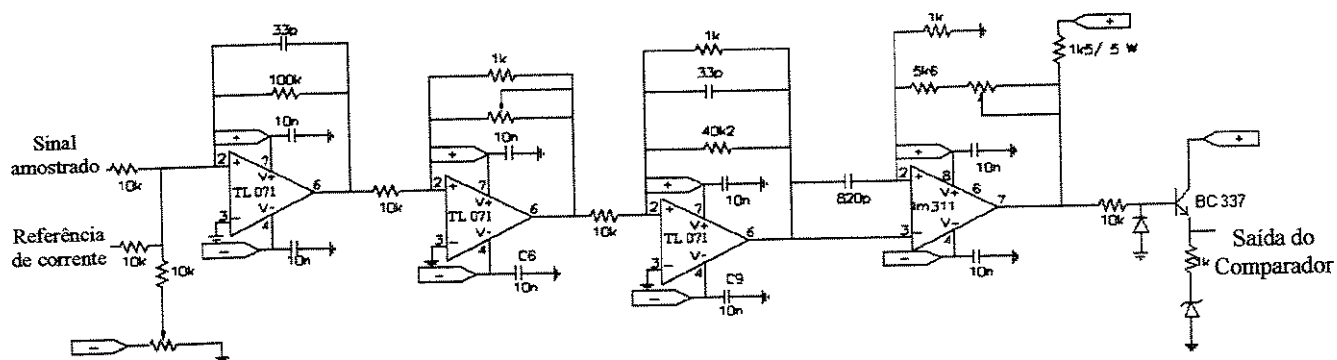 33p
100k
10n
+
Sinal
amostrado
10k
2
+
7
V+
TL 071
6
3
−
V-
4
Referência
de corrente
10k
10k
−
10n
−
1k
10n
+
10k
2
+
7
V+
TL 071
6
3
−
V-
4
−
C6
10n
1k
33p
40k2
+
10n
10k
2
+
7
V+
TL 071
6
3
−
V-
4
−
C9
10n
820p
1k
5k6
+
10n
2
+
8
V+
6
lm311
7
3
−
V-
4
−
10n
+
1k5/ 5 W
10k
+
BC 337
Saída do
Comparador
1k